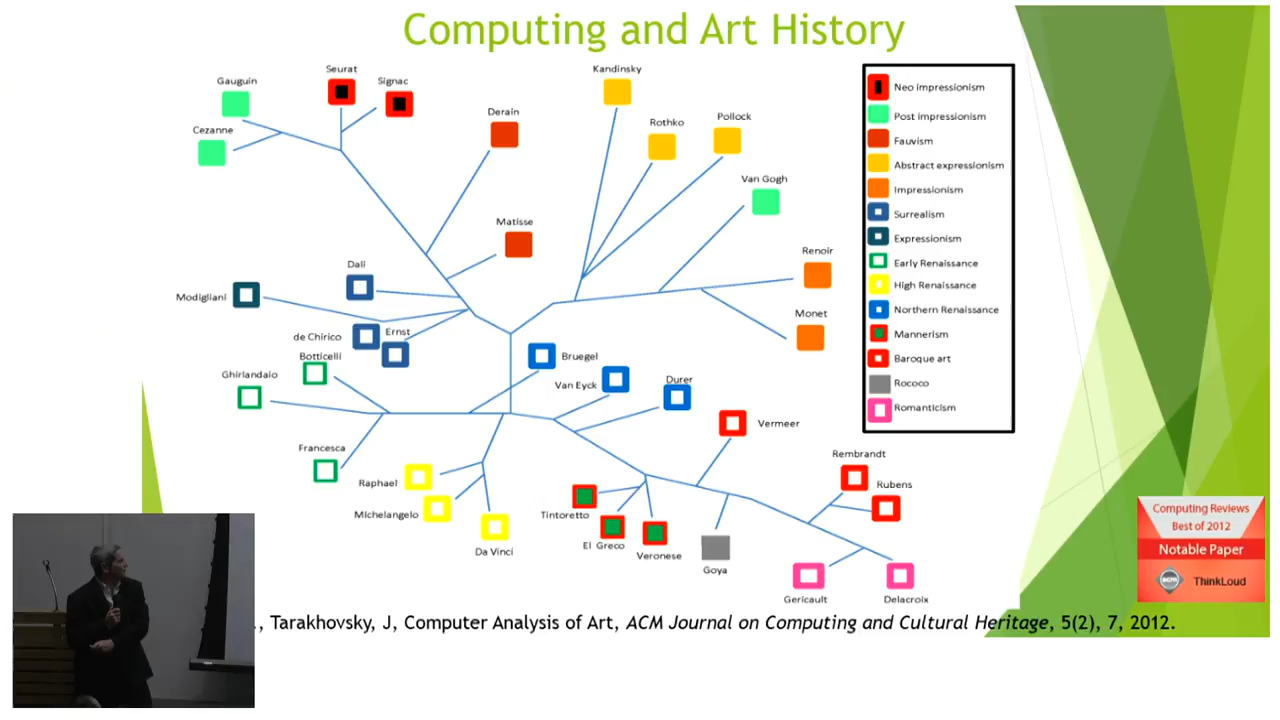 Computing and Art History
Seurat
Kandinsky
Gauguin
Signac
Derain
Rothko
Pollock
Cezanne
Van Gogh
Matisse
Renoir
Dali
Modigliani
Monet
de Chirico
Ernst
Botticelli
Bruegel
Ghirlandaio
Van Eyck
Durer
Vermeer
Francesca
Rembrandt
Raphael
Rubens
Michelangelo
Tintoretto
Da Vinci
El Greco
Veronese
Goya
Gericault
Delacroix
Neo impressionism
Post impressionism
Fauvism
Abstract expressionism
Impressionism
Surrealism
Expressionism
Early Renaissance
High Renaissance
Northern Renaissance
Mannerism
Baroque art
Rococo
Romanticism
Computing Reviews
Best of 2012
Notable Paper
acm ThinkLoud
., Tarakhovsky, J, Computer Analysis of Art, ACM Journal on Computing and Cultural Heritage, 5(2), 7, 2012.